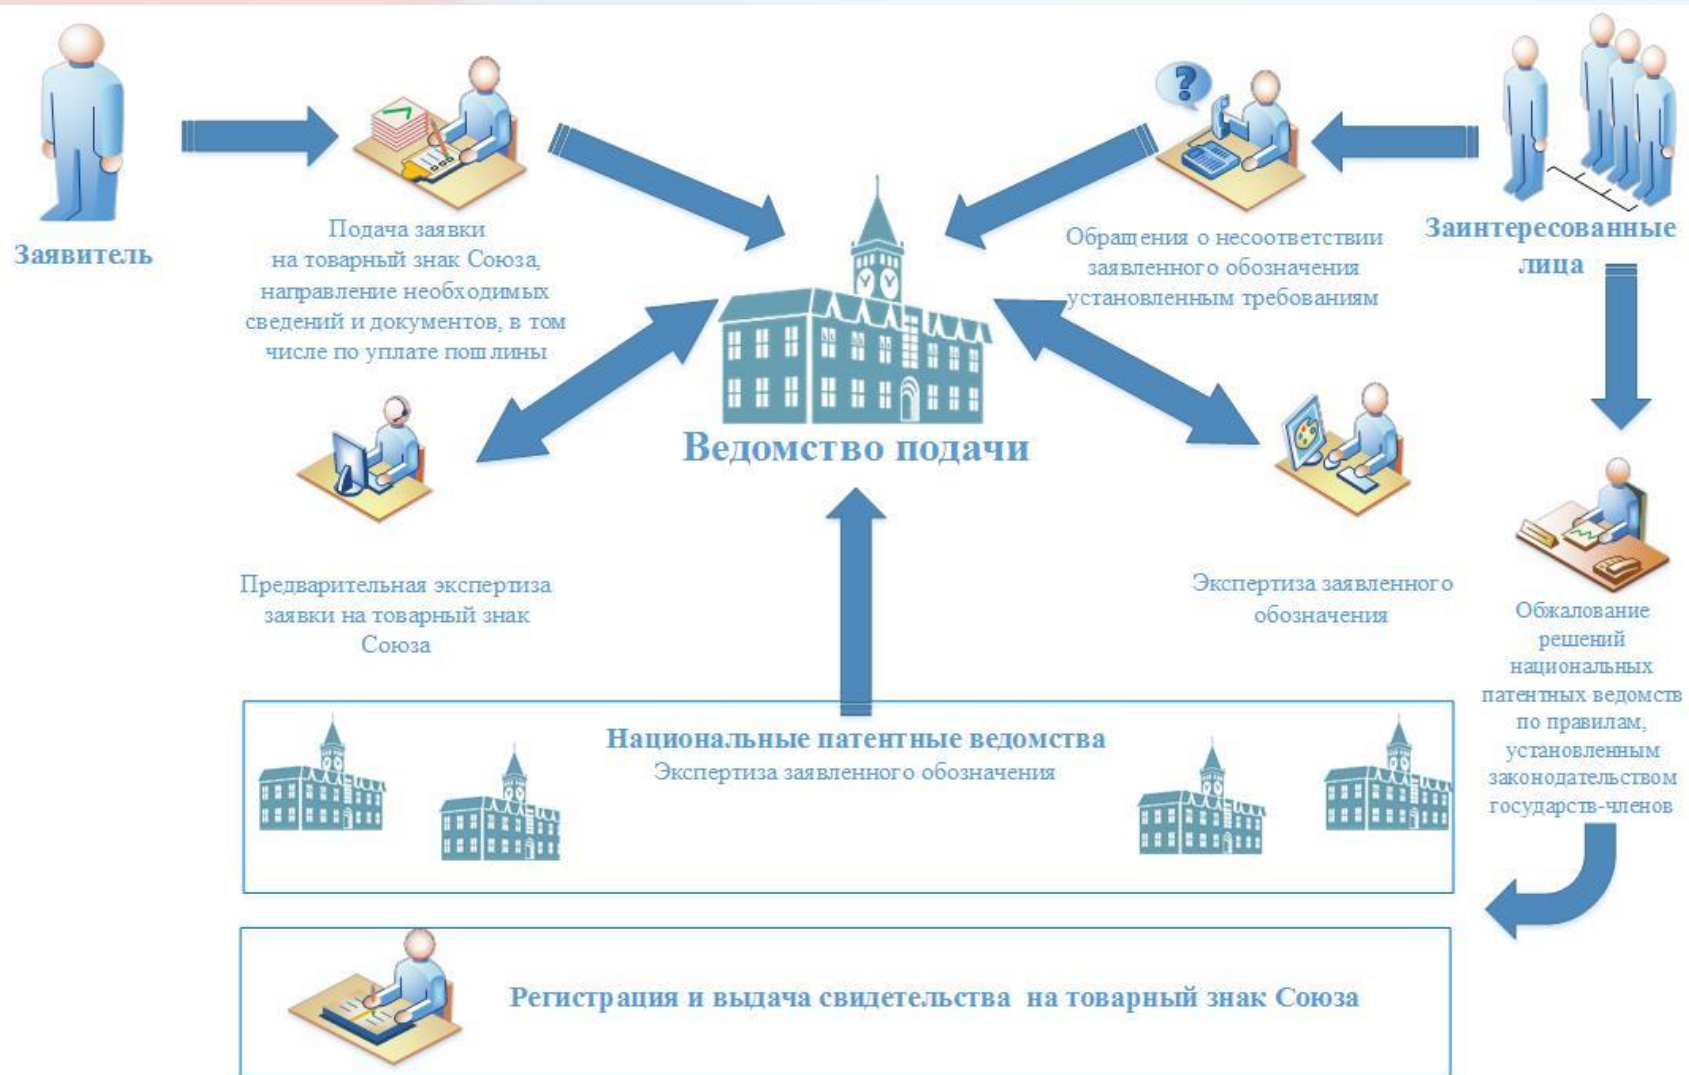 Заявитель
Подача заявки
на товарный знак Союза,
направление необходимых
сведений и документов, в том
числе по уплате пошлины
?
Обращения о несоответствии
заявленного обозначения
установленным требованиям
Заинтересованные
лица
Ведомство подачи
Предварительная экспертиза
заявки на товарный знак
Союза
Экспертиза заявленного
обозначения
Обжалование
решений
национальных
патентных ведомств
по правилам,
установленным
законодательством
государств-членов
Национальные патентные ведомства
Экспертиза заявленного обозначения
Регистрация и выдача свидетельства на товарный знак Союза